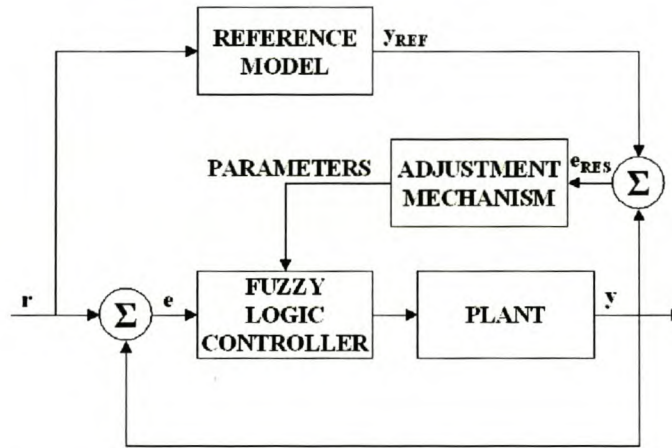 REFERENCE
MODEL
yREF
PARAMETERS
ADJUSTMENT
MECHANISM
eRES
Σ
r
Σ
e
FUZZY
LOGIC
CONTROLLER
PLANT
y